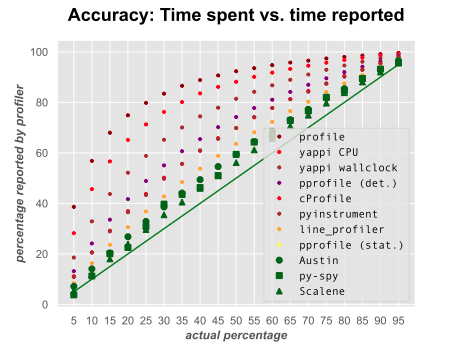 Accuracy: Time spent vs. time reported
percentage reported by profiler
100
80
60
40
20
0
profile
yappi CPU
yappi wallclock
pprofile (det.)
cProfile
pyinstrument
line_profiler
pprofile (stat.)
Austin
py-spy
Scalene
5 10 15 20 25 30 35 40 45 50 55 60 65 70 75 80 85 90 95
actual percentage